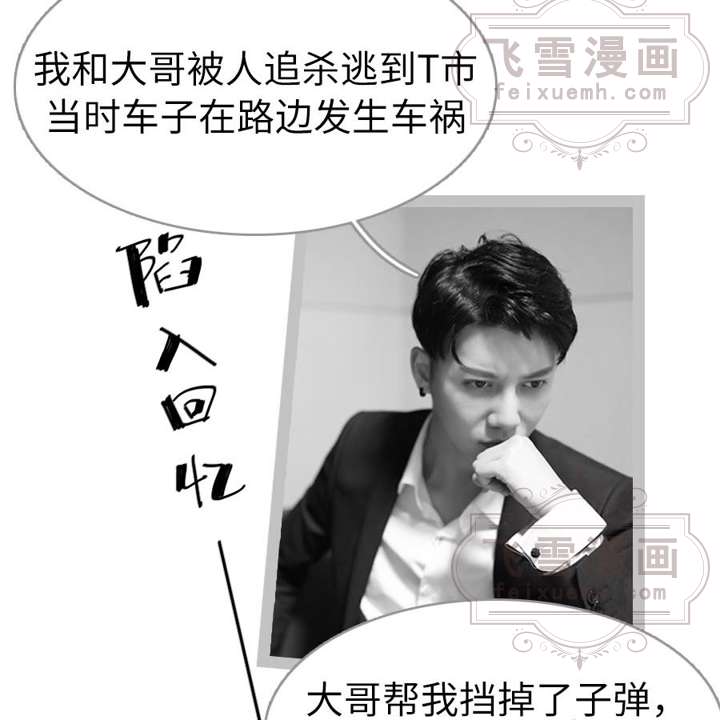 我和大哥被人追杀逃到T市
当时车子在路边发生车祸
飞雪漫画
feixuemh.com
陷入回忆
飞雪漫画
feixuemh.com
大哥帮我挡掉了子弹，